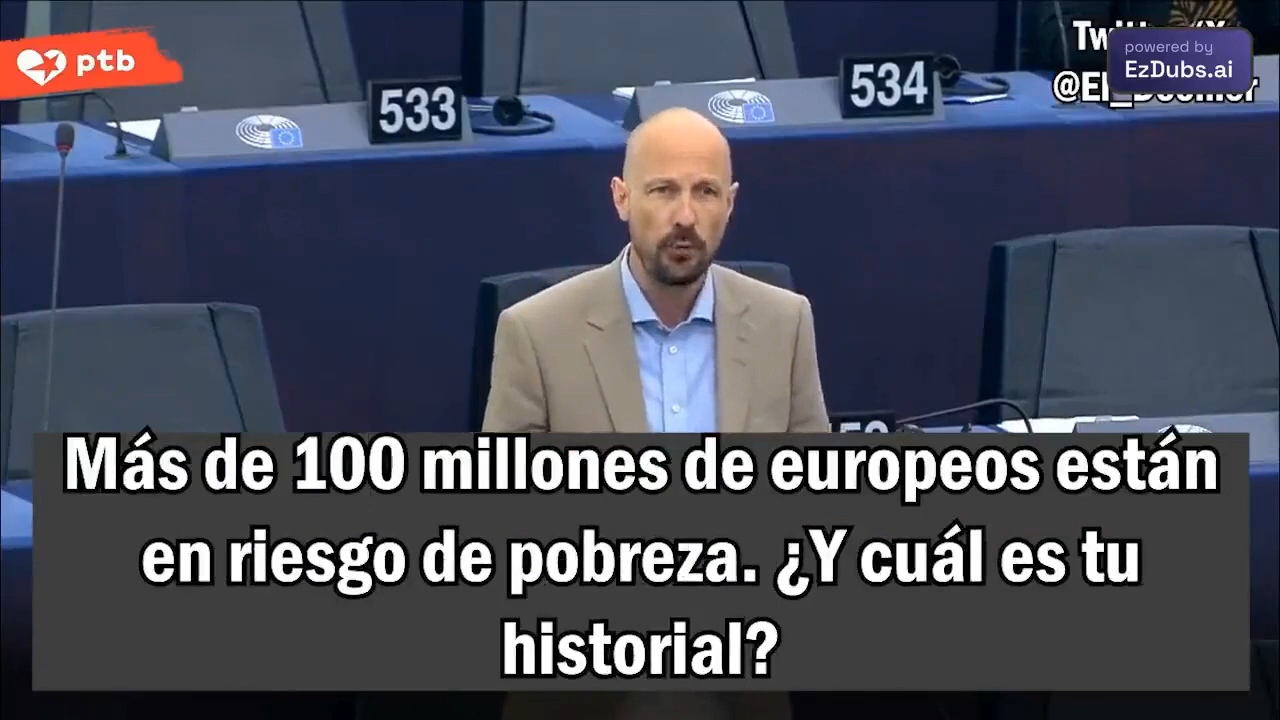 ptb
533
534
powered by
EzDubs.ai
Más de 100 millones de europeos están
en riesgo de pobreza. ¿Y cuál es tu
historial?